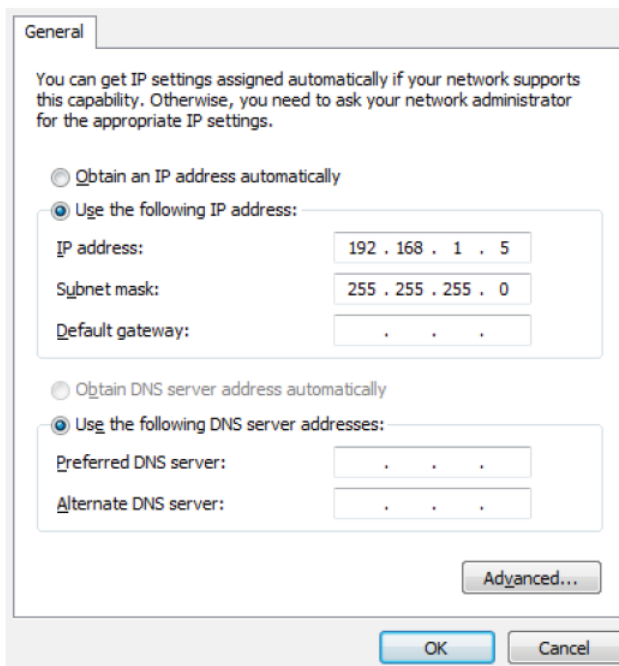 General
You can get IP settings assigned automatically if your network supports
this capability. Otherwise, you need to ask your network administrator
for the appropriate IP settings.
Obtain an IP address automatically
Use the following IP address:
IP address: 192 . 168 . 1 . 5
Subnet mask: 255 . 255 . 255 . 0
Default gateway: . . .
Obtain DNS server address automatically
Use the following DNS server addresses:
Preferred DNS server: . . .
Alternate DNS server: . . .
Advanced...
OK Cancel